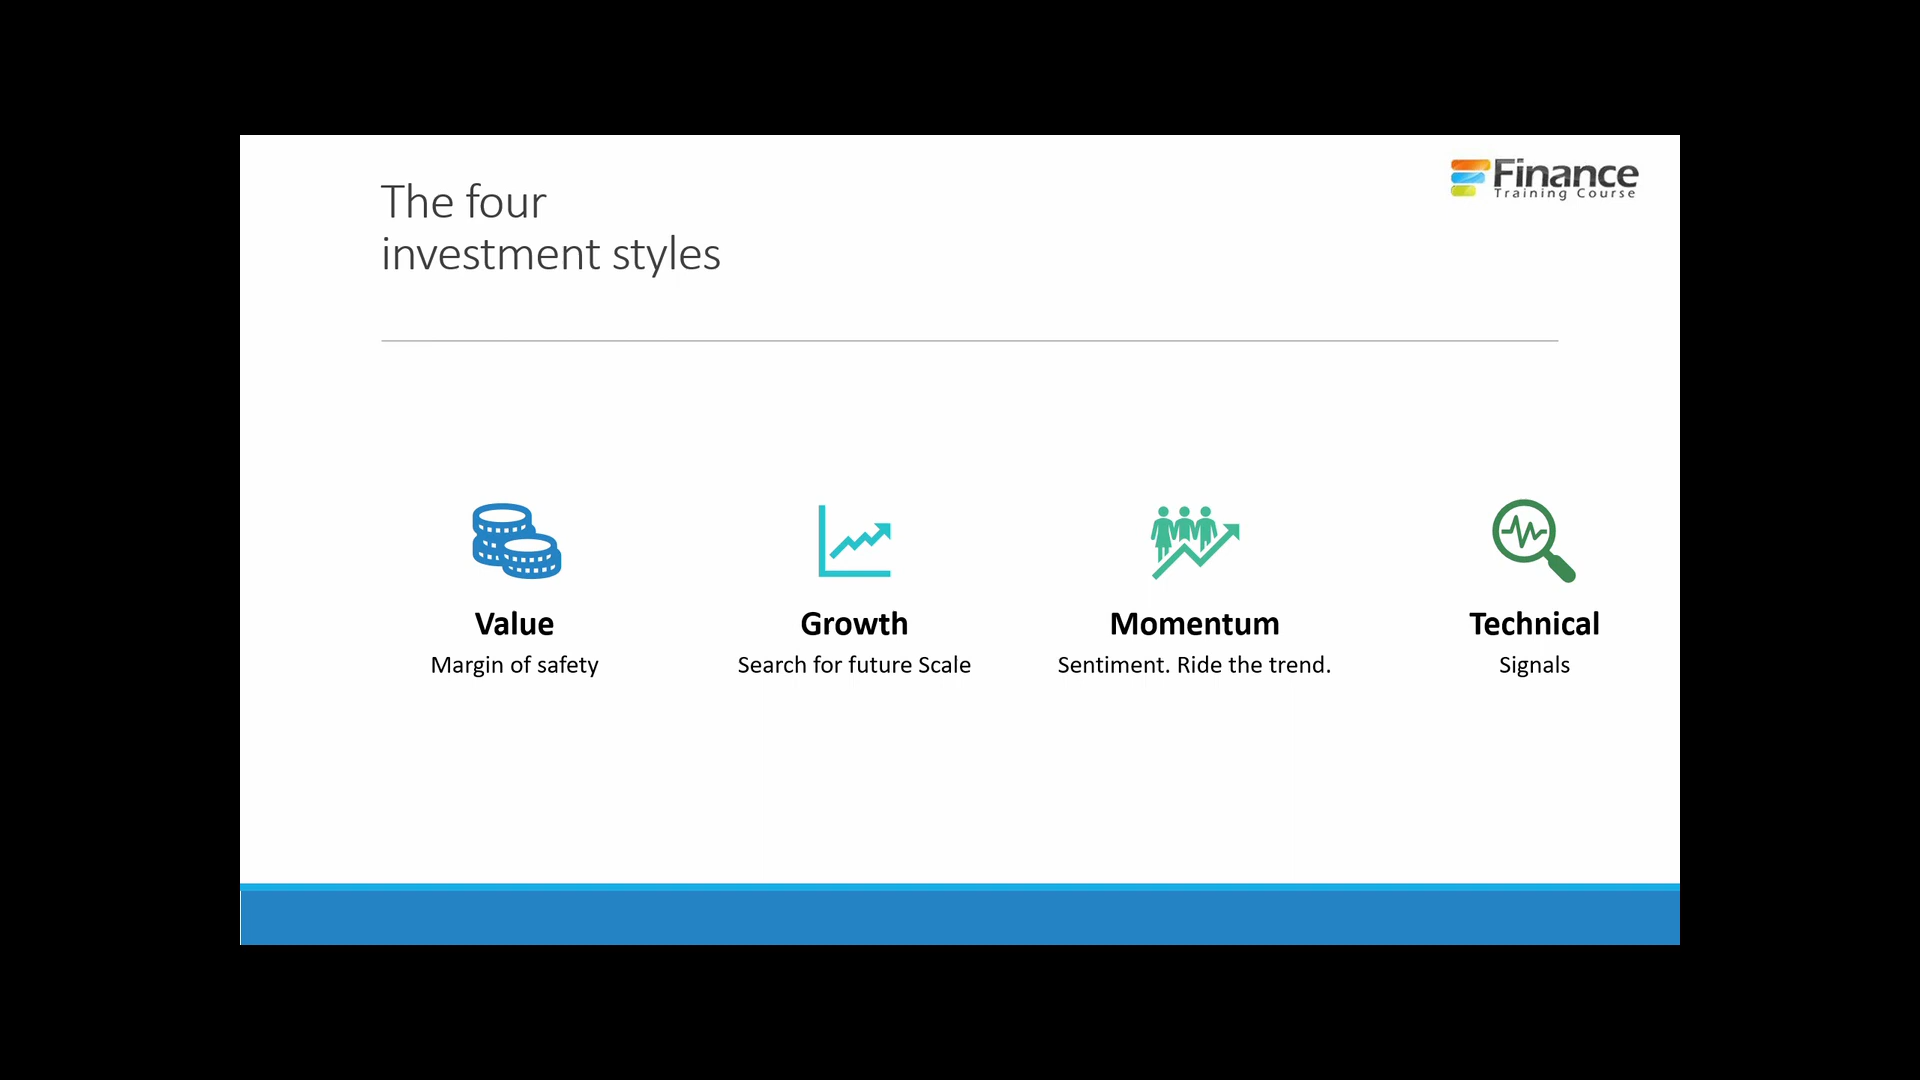 The four
investment styles
Finance
Training Course
Value
Margin of safety
Growth
Search for future Scale
Momentum
Sentiment. Ride the trend.
Technical
Signals